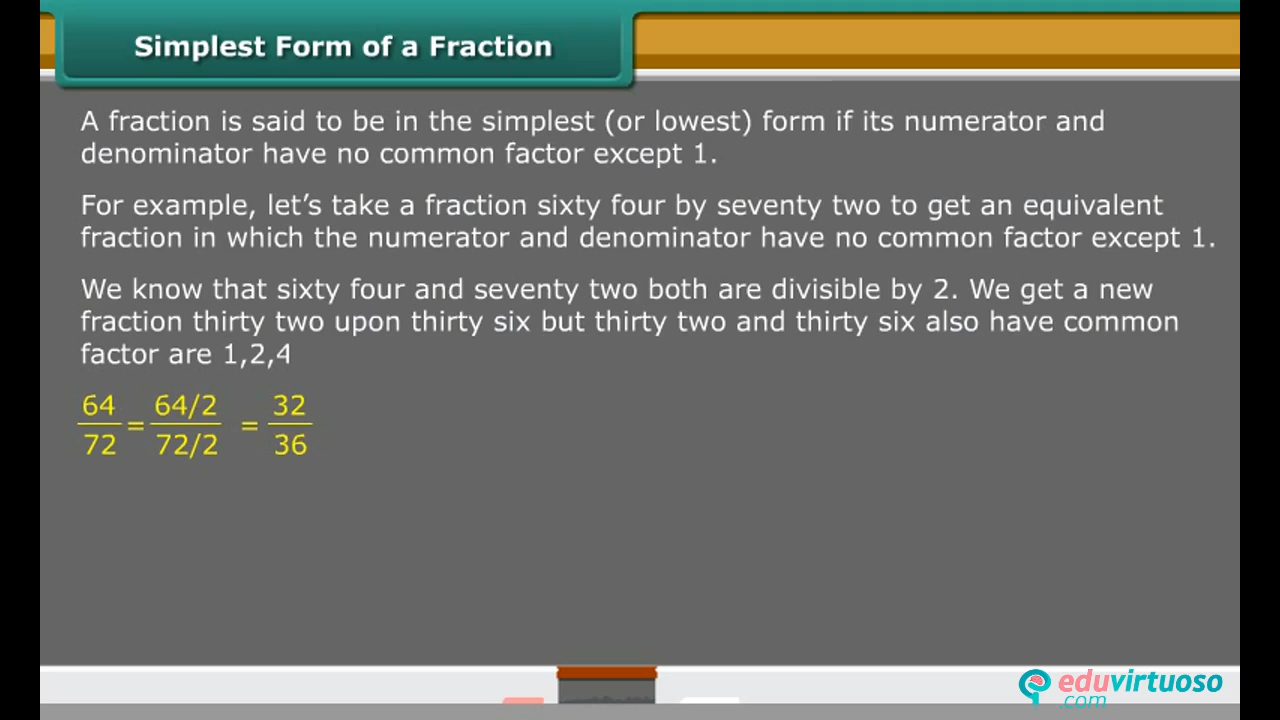 Simplest Form of a Fraction
A fraction is said to be in the simplest (or lowest) form if its numerator and
denominator have no common factor except 1.
For example, let’s take a fraction sixty four by seventy two to get an equivalent
fraction in which the numerator and denominator have no common factor except 1.
We know that sixty four and seventy two both are divisible by 2. We get a new
fraction thirty two upon thirty six but thirty two and thirty six also have common
factor are 1,2,4
64 64/2 32
= =
72 72/2 36
eduvirtuoso
.com